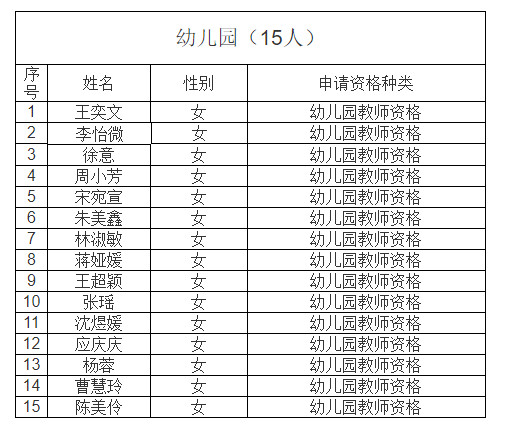 幼儿园（15人）
序号 姓名 性别 申请资格种类
1 王奕文 女 幼儿园教师资格
2 李怡微 女 幼儿园教师资格
3 徐意 女 幼儿园教师资格
4 周小芳 女 幼儿园教师资格
5 宋宛宣 女 幼儿园教师资格
6 朱美鑫 女 幼儿园教师资格
7 林淑敏 女 幼儿园教师资格
8 蒋娅媛 女 幼儿园教师资格
9 王超颖 女 幼儿园教师资格
10 张瑶 女 幼儿园教师资格
11 沈煜媛 女 幼儿园教师资格
12 应庆庆 女 幼儿园教师资格
13 杨蓉 女 幼儿园教师资格
14 曹慧玲 女 幼儿园教师资格
15 陈美伶 女 幼儿园教师资格